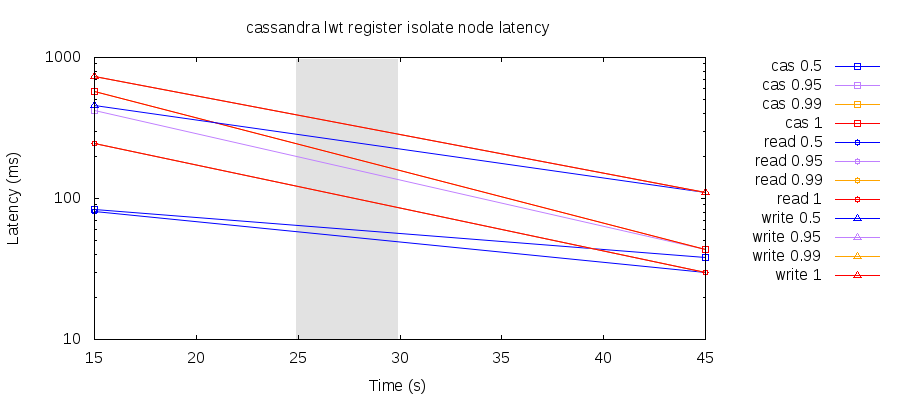 cassandra lwt register isolate node latency
Latency (ms)
1000
100
10
15 20 25 30 35 40 45
Time (s)
cas 0.5
cas 0.95
cas 0.99
cas 1
read 0.5
read 0.95
read 0.99
read 1
write 0.5
write 0.95
write 0.99
write 1